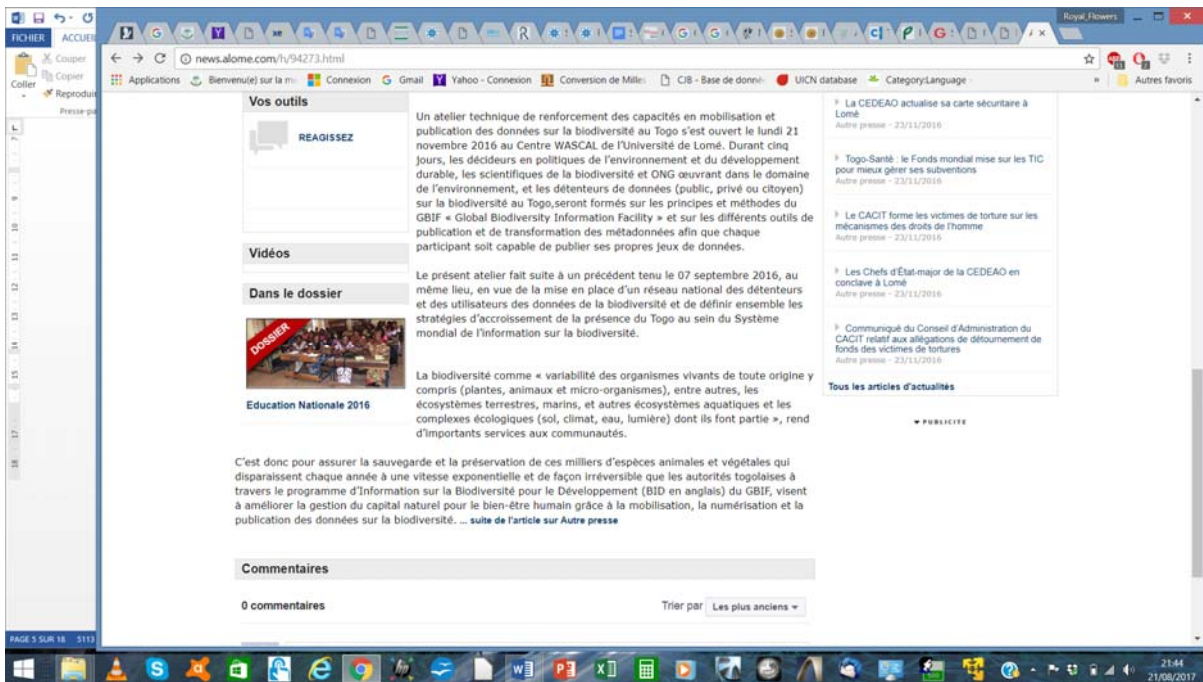 Royal_Flowers
FICHIER
ACCUEIL
Couper
Copier
Coller
Reproduir
Presse-pa
news.alome.com/h/94273.html
Applications
Bienvenu(e) sur la m
Connexion
Gmail
Yahoo - Connexion
Conversion de Milles
CJB - Base de donné
UICN database
Category:Language
Autres favoris
Vos outils
REAGISSEZ
Vidéos
Dans le dossier
DOSSIER
Education Nationale 2016
Un atelier technique de renforcement des capacités en mobilisation et
publication des données sur la biodiversité au Togo s'est ouvert le lundi 21
novembre 2016 au Centre WASCAL de l'Université de Lomé. Durant cinq
jours, les décideurs en politiques de l'environnement et du développement
durable, les scientifiques de la biodiversité et ONG œuvrant dans le domaine
de l'environnement, et les détenteurs de données (public, privé ou citoyen)
sur la biodiversité au Togo,seront formés sur les principes et méthodes du
GBIF « Global Biodiversity Information Facility » et sur les différents outils de
publication et de transformation des métadonnées afin que chaque
participant soit capable de publier ses propres jeux de données.
Le présent atelier fait suite à un précédent tenu le 07 septembre 2016, au
même lieu, en vue de la mise en place d'un réseau national des détenteurs
et des utilisateurs des données de la biodiversité et de définir ensemble les
stratégies d'accroissement de la présence du Togo au sein du Système
mondial de l'information sur la biodiversité.
La biodiversité comme « variabilité des organismes vivants de toute origine y
compris (plantes, animaux et micro-organismes), entre autres, les
écosystèmes terrestres, marins, et autres écosystèmes aquatiques et les
complexes écologiques (sol, climat, eau, lumière) dont ils font partie », rend
d'importants services aux communautés.
C'est donc pour assurer la sauvegarde et la préservation de ces milliers d'espèces animales et végétales qui
disparaissent chaque année à une vitesse exponentielle et de façon irréversible que les autorités togolaises à
travers le programme d'Information sur la Biodiversité pour le Développement (BID en anglais) du GBIF, visent
à améliorer la gestion du capital naturel pour le bien-être humain grâce à la mobilisation, la numérisation et la
publication des données sur la biodiversité. ... suite de l'article sur Autre presse
La CEDEAO actualise sa carte sécuritaire à
Lomé
Autre presse - 23/11/2016
Togo-Santé : le Fonds mondial mise sur les TIC
pour mieux gérer ses subventions
Autre presse - 23/11/2016
Le CACIT forme les victimes de torture sur les
mécanismes des droits de l'homme
Autre presse - 23/11/2016
Les Chefs d'État-major de la CEDEAO en
conclave à Lomé
Autre presse - 23/11/2016
Communiqué du Conseil d'Administration du
CACIT relatif aux allégations de détournement de
fonds des victimes de tortures
Autre presse - 23/11/2016
Tous les articles d'actualités
PUBLICITE
Commentaires
0 commentaires
Trier par Les plus anciens
PAGE 5 SUR 18 5113
21:44
21/08/2017